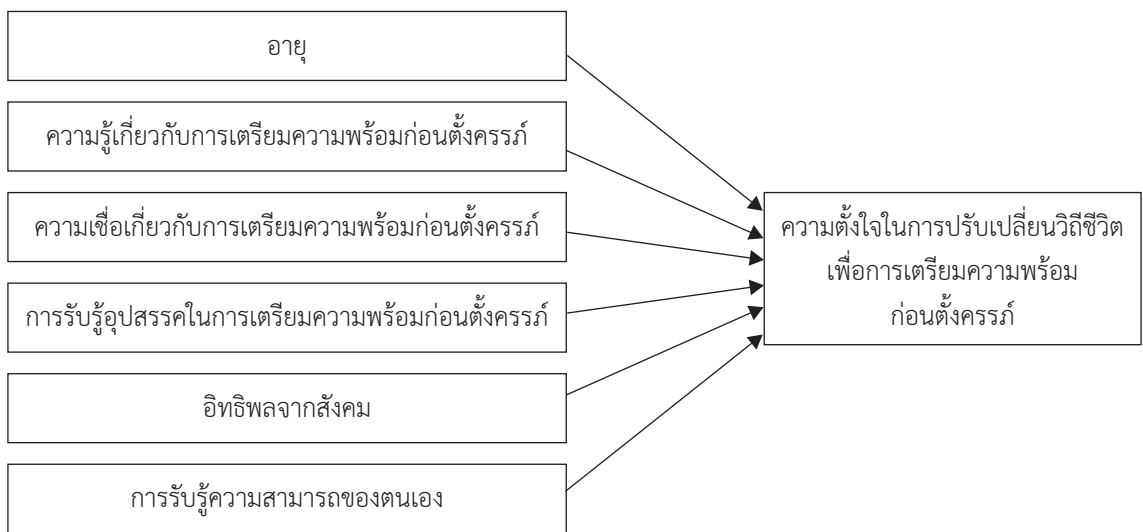 อายุ
ความรู้เกี่ยวกับการเตรียมความพร้อมก่อนตั้งครรภ์
ความเชื่อเกี่ยวกับการเตรียมความพร้อมก่อนตั้งครรภ์
การรับรู้อุปสรรคในการเตรียมความพร้อมก่อนตั้งครรภ์
อิทธิพลจากสังคม
การรับรู้ความสามารถของตนเอง
ความตั้งใจในการปรับเปลี่ยนวิถีชีวิต
เพื่อการเตรียมความพร้อม
ก่อนตั้งครรภ์